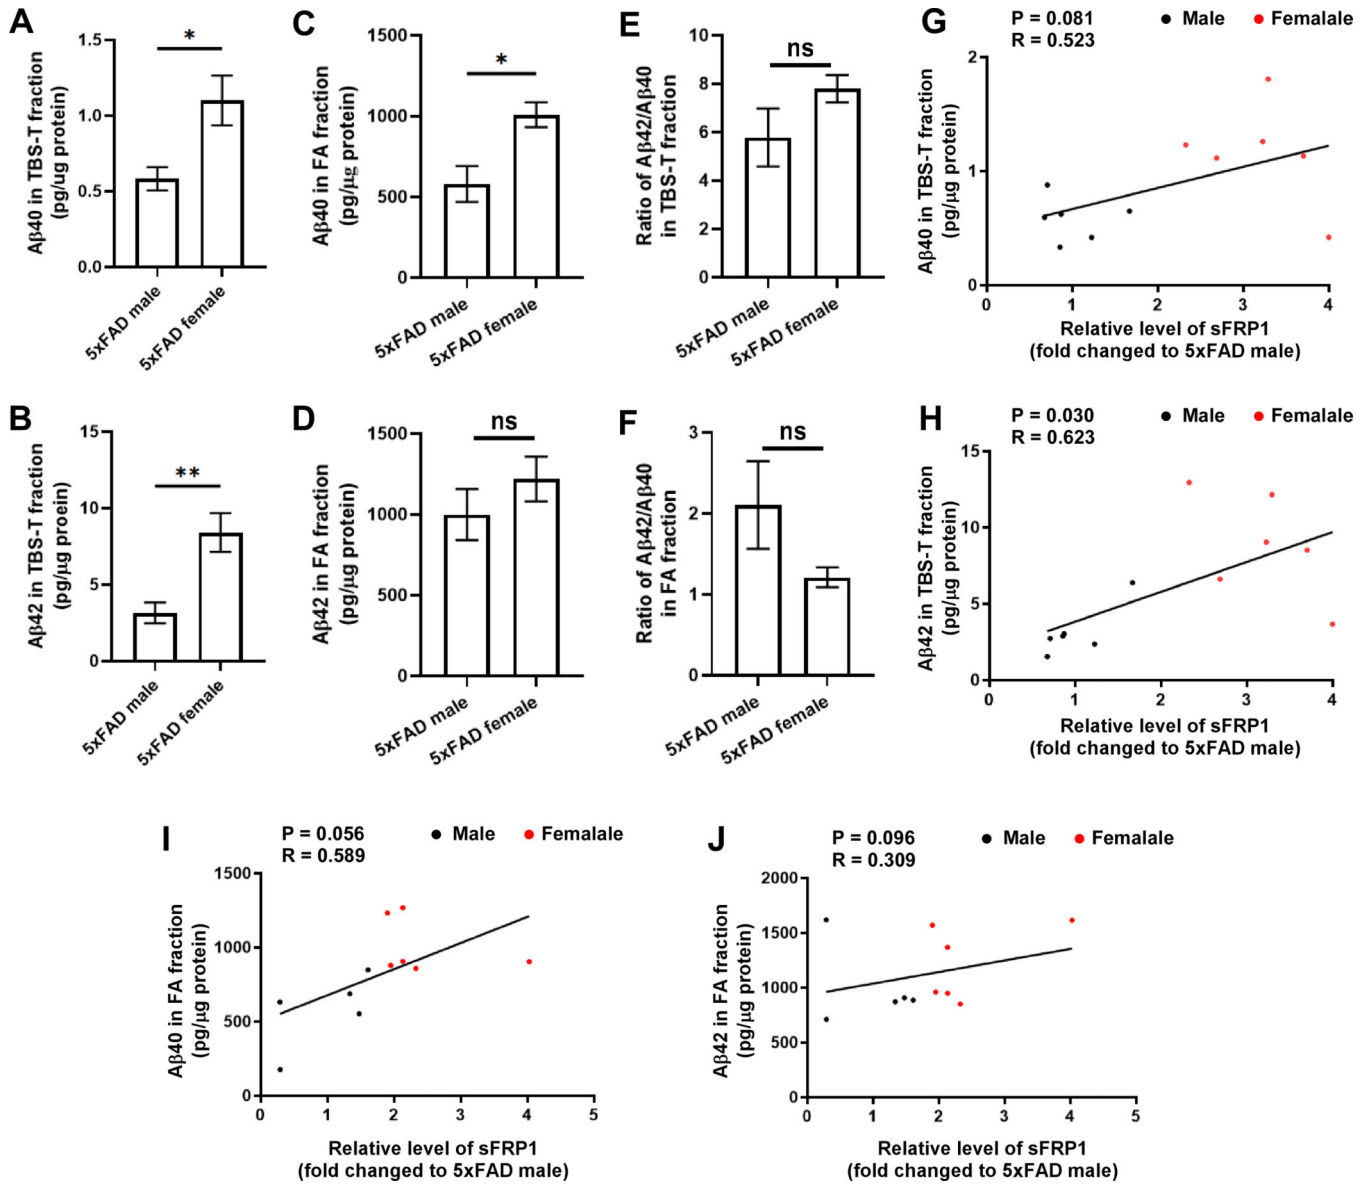 A
Aβ40 in TBS-T fraction
(pg/ug protein)
1.5
1.0
0.5
0.0
*
5xFAD male
5xFAD female
C
Aβ40 in FA fraction
(pg/μg protein)
1500
1000
500
0
*
5xFAD male
5xFAD female
E
Ratio of Aβ42/Aβ40
in TBS-T fraction
10
8
6
4
2
0
ns
5xFAD male
5xFAD female
G
P = 0.081
R = 0.523
Male
Femalale
Aβ40 in TBS-T fraction
(pg/μg protein)
2
1
0
0 1 2 3 4
Relative level of sFRP1
(fold changed to 5xFAD male)
B
Aβ42 in TBS-T fraction
(pg/μg proein)
15
10
5
0
**
5xFAD male
5xFAD female
D
Aβ42 in FA fraction
(pg/μg protein)
1500
1000
500
0
ns
5xFAD male
5xFAD female
F
Ratio of Aβ42/Aβ40
in FA fraction
3
2
1
0
ns
5xFAD male
5xFAD female
H
P = 0.030
R = 0.623
Male
Femalale
Aβ42 in TBS-T fraction
(pg/μg protein)
15
10
5
0
0 1 2 3 4
Relative level of sFRP1
(fold changed to 5xFAD male)
I
P = 0.056
R = 0.589
Male
Femalale
Aβ40 in FA fraction
(pg/μg protein)
1500
1000
500
0
0 1 2 3 4 5
Relative level of sFRP1
(fold changed to 5xFAD male)
J
P = 0.096
R = 0.309
Male
Femalale
Aβ42 in FA fraction
(pg/μg protein)
2000
1500
1000
500
0
0 1 2 3 4 5
Relative level of sFRP1
(fold changed to 5xFAD male)